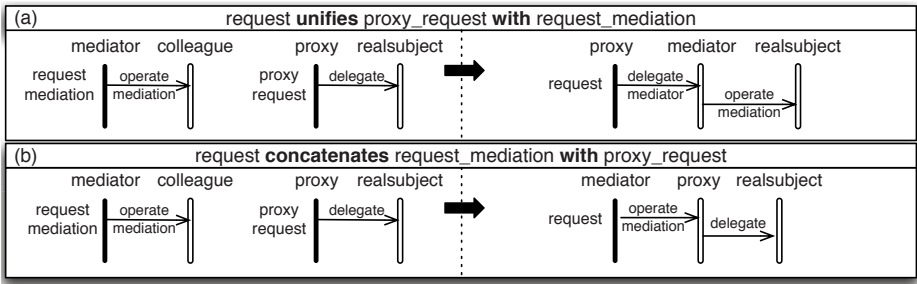 (a) request unifies proxy_request with request_mediation
mediator colleague proxy realsubject proxy mediator realsubject
request mediation operate mediation proxy request delegate request delegate mediator operate mediation
(b) request concatenates request_mediation with proxy_request
mediator colleague proxy realsubject mediator proxy realsubject
request mediation operate mediation proxy request delegate request operate mediation delegate